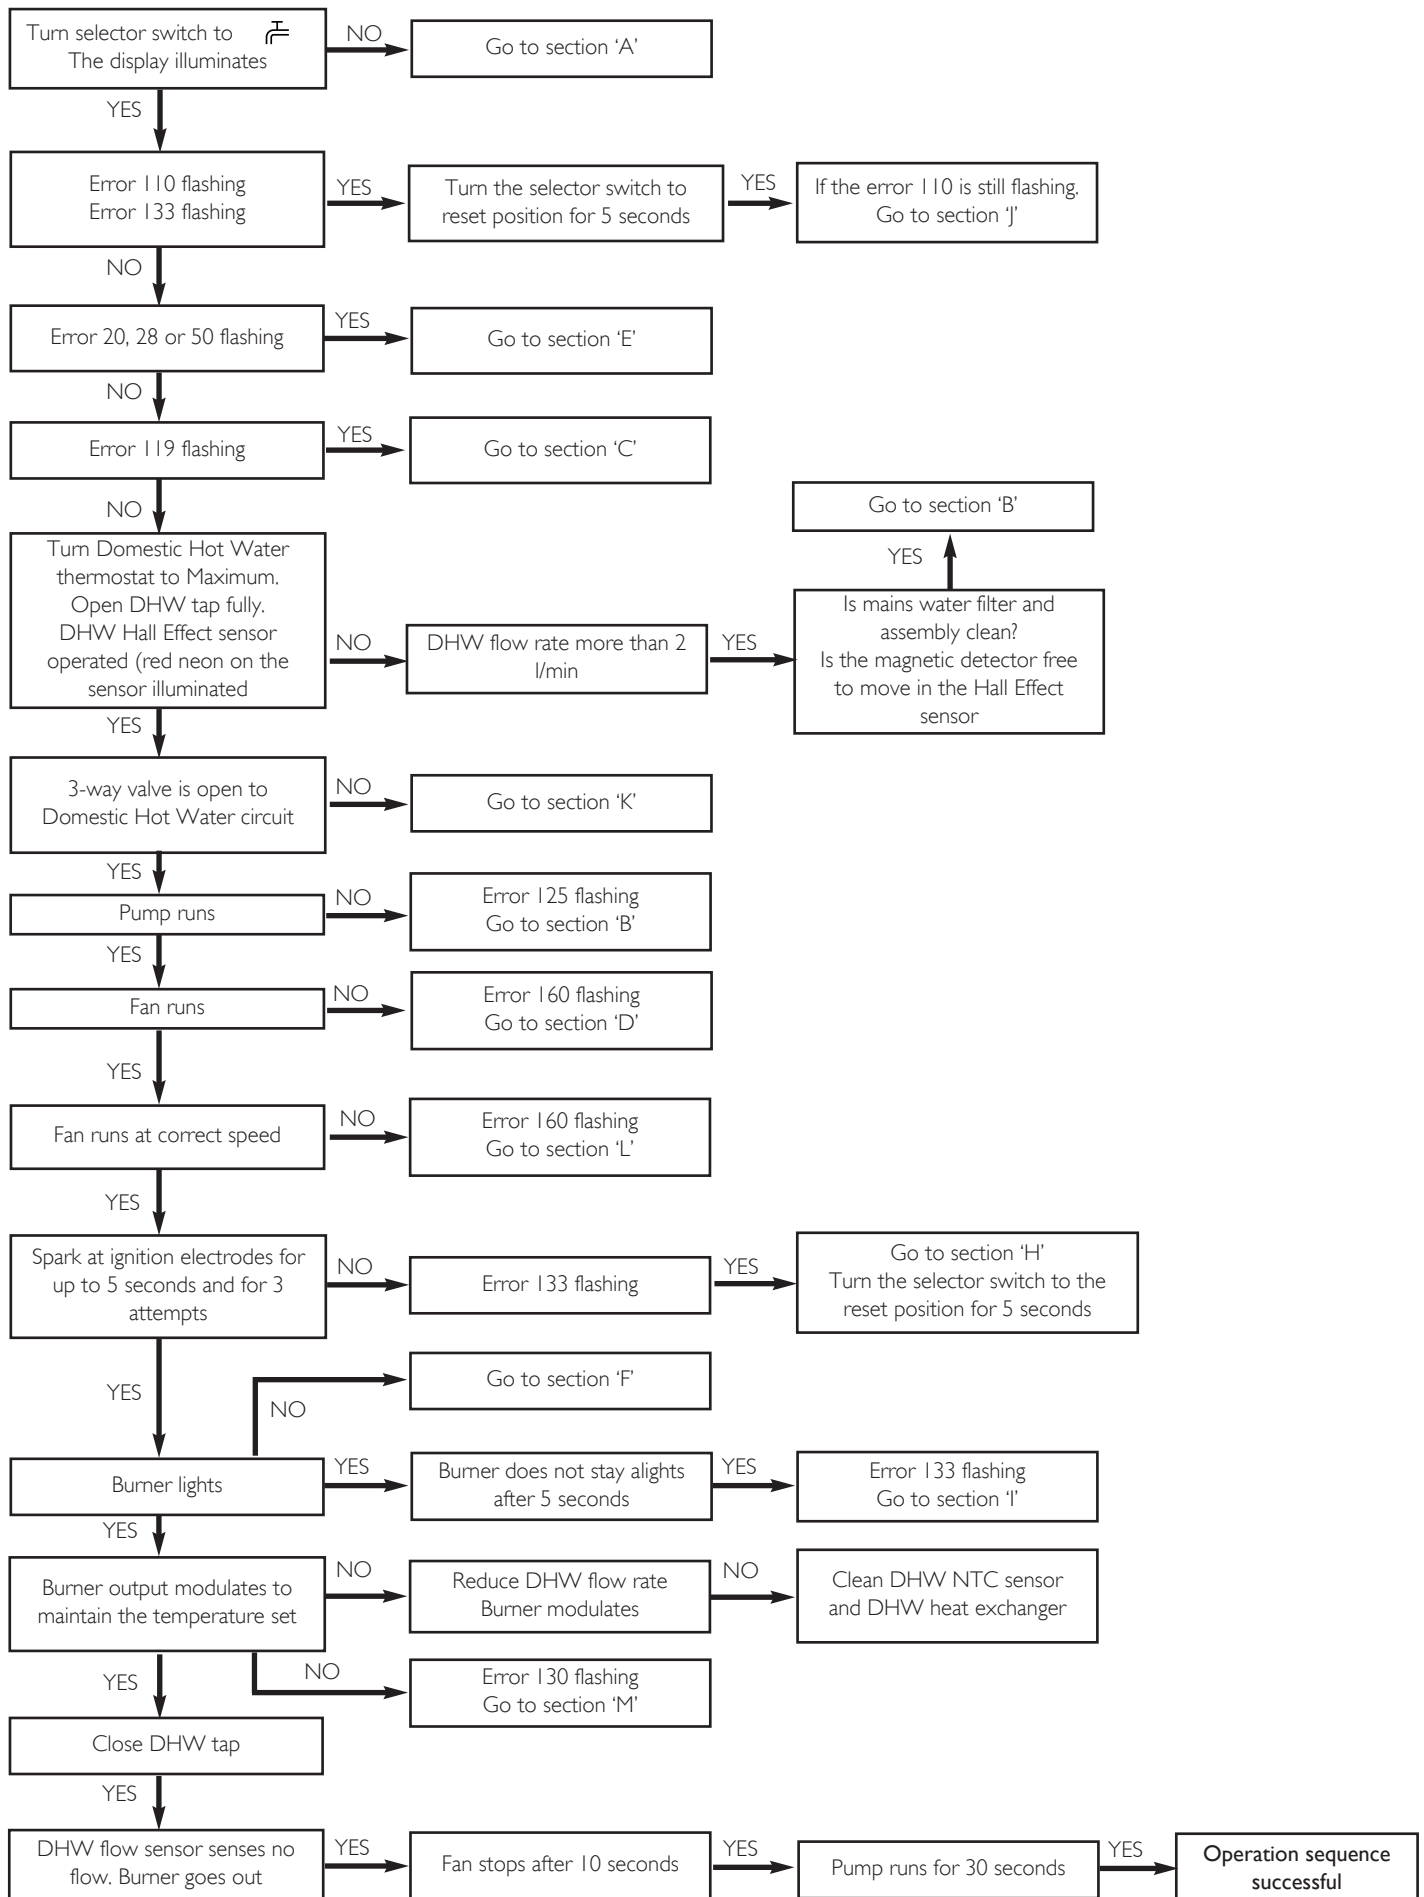 Turn selector switch to
The display illuminates
NO
Go to section ‘A’
YES
Error 110 flashing
Error 133 flashing
YES
Turn the selector switch to
reset position for 5 seconds
YES
If the error 110 is still flashing.
Go to section ‘J’
NO
Error 20, 28 or 50 flashing
YES
Go to section ‘E’
NO
Error 119 flashing
YES
Go to section ‘C’
NO
Turn Domestic Hot Water
thermostat to Maximum.
Open DHW tap fully.
DHW Hall Effect sensor
operated (red neon on the
sensor illuminated
NO
DHW flow rate more than 2
l/min
YES
Is mains water filter and
assembly clean?
Is the magnetic detector free
to move in the Hall Effect
sensor
YES
Go to section ‘B’
YES
3-way valve is open to
Domestic Hot Water circuit
NO
Go to section ‘K’
YES
Pump runs
NO
Error 125 flashing
Go to section ‘B’
YES
Fan runs
NO
Error 160 flashing
Go to section ‘D’
YES
Fan runs at correct speed
NO
Error 160 flashing
Go to section ‘L’
YES
Spark at ignition electrodes for
up to 5 seconds and for 3
attempts
NO
Error 133 flashing
YES
Go to section ‘H’
Turn the selector switch to the
reset position for 5 seconds
YES
NO
Go to section ‘F’
Burner lights
YES
Burner does not stay alights
after 5 seconds
YES
Error 133 flashing
Go to section ‘I’
YES
Burner output modulates to
maintain the temperature set
NO
Reduce DHW flow rate
Burner modulates
NO
Clean DHW NTC sensor
and DHW heat exchanger
YES
NO
Error 130 flashing
Go to section ‘M’
Close DHW tap
YES
DHW flow sensor senses no
flow. Burner goes out
YES
Fan stops after 10 seconds
YES
Pump runs for 30 seconds
YES
Operation sequence
successful